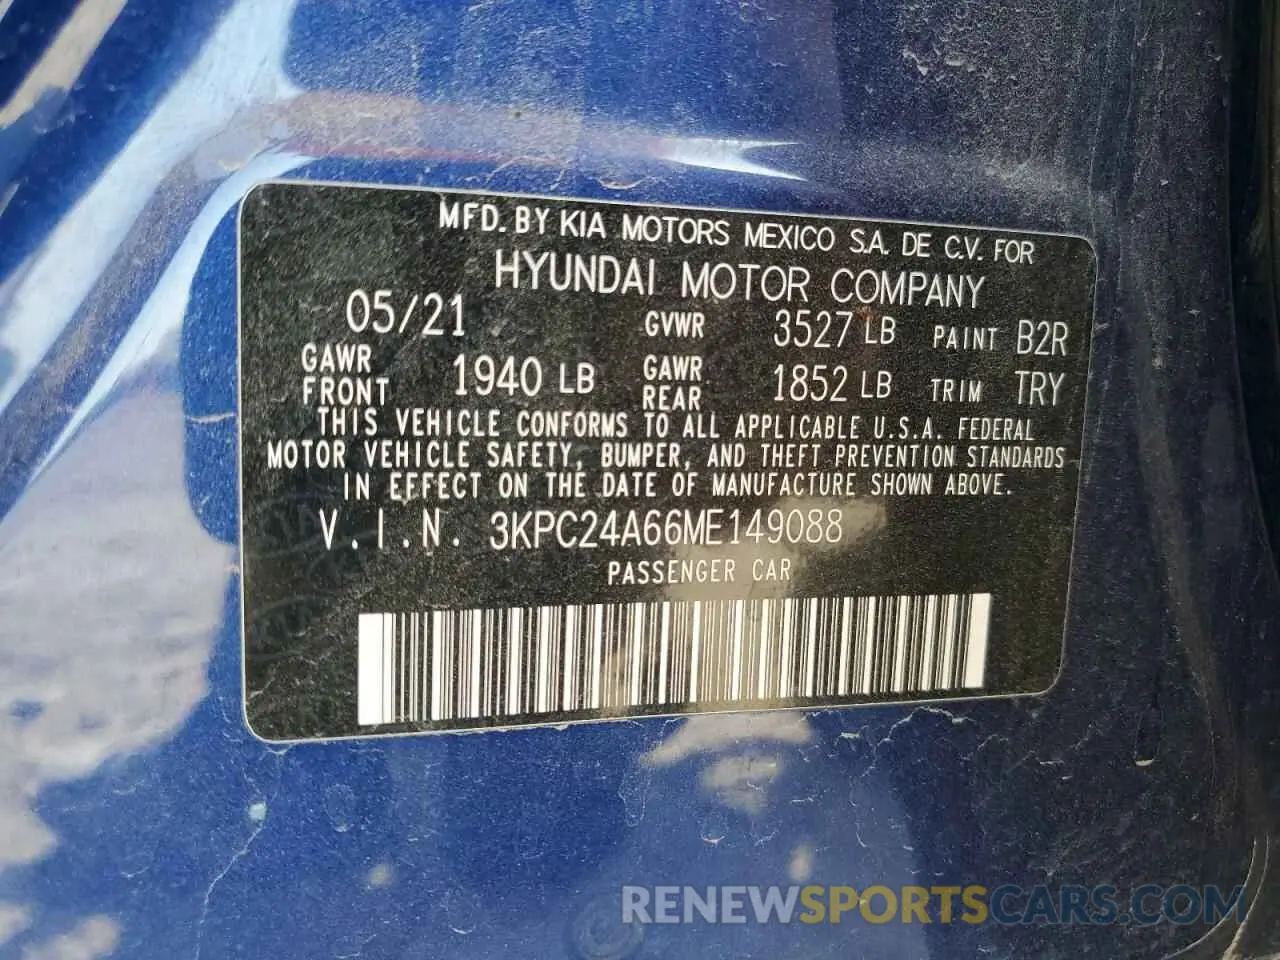 MFD. BY KIA MOTORS MEXICO S.A. DE C.V. FOR
HYUNDAI MOTOR COMPANY
05/21 GVWR 3527 LB PAINT B2R
GAWR FRONT 1940 LB GAWR REAR 1852 LB TRIM TRY
THIS VEHICLE CONFORMS TO ALL APPLICABLE U.S.A. FEDERAL
MOTOR VEHICLE SAFETY, BUMPER, AND THEFT PREVENTION STANDARDS
IN EFFECT ON THE DATE OF MANUFACTURE SHOWN ABOVE.
V.I.N. 3KPC24A66ME149088
PASSENGER CAR
RENEWSPORTSCARS.COM